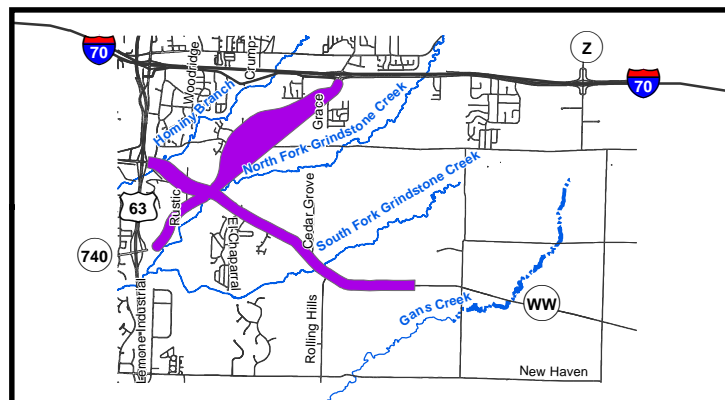 70
Z
70
Woodridge
Crump
Hominy Branch
Grace
North Fork Grindstone Creek
63
Rustic
Cedar Grove
South Fork Grindstone Creek
740
El Chaparral
Lemone Industrial
Rolling Hills
Gans Creek
WW
New Haven